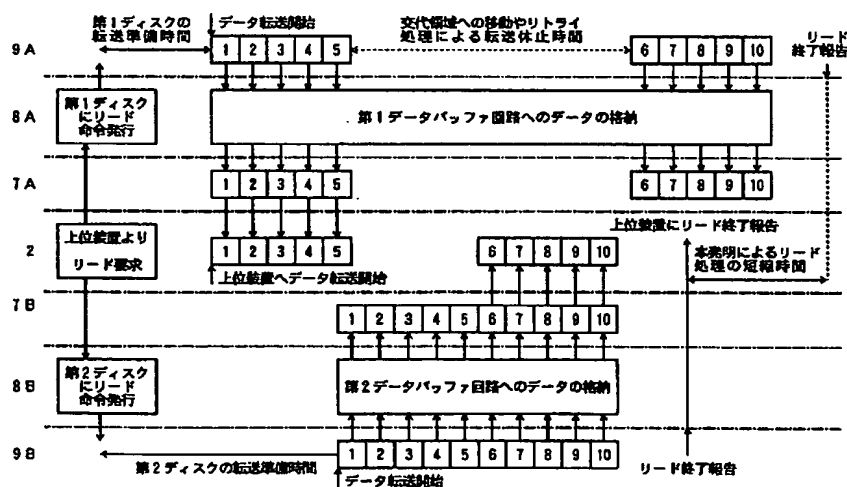 第1ディスクの
転送準備時間
データ転送開始
交代領域への移動やリトライ
処理による転送休止時間
リード
終了報告
9A
1 2 3 4 5
6 7 8 9 10
第1ディスク
にリード
命令発行
8A
第1データバッファ回路へのデータの格納
7A
1 2 3 4 5
6 7 8 9 10
上位装置にリード終了報告
2
上位装置より
リード要求
1 2 3 4 5
6 7 8 9 10
本発明によるリード
処理の短縮時間
上位装置へデータ転送開始
7B
1 2 3 4 5 6 7 8 9 10
8B
第2ディスク
にリード
命令発行
第2データバッファ回路へのデータの格納
9B
1 2 3 4 5 6 7 8 9 10
第2ディスクの転送準備時間
リード終了報告
データ転送開始